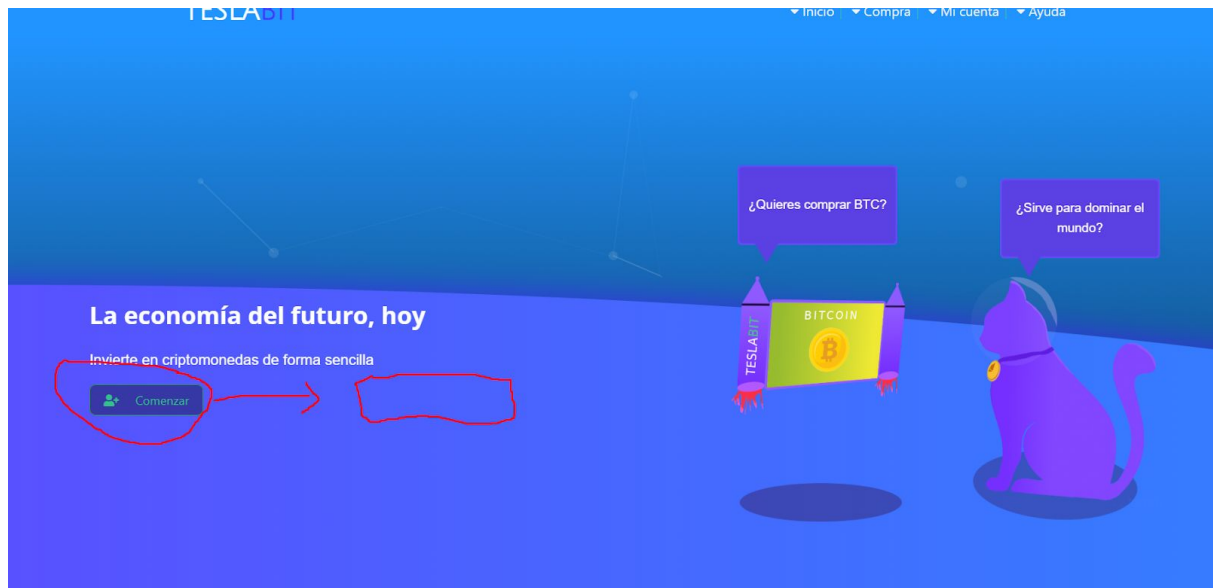 TESLABIT
Inicio Compra Mi cuenta Ayuda
¿Quieres comprar BTC?
¿Sirve para dominar el
mundo?
La economía del futuro, hoy
Invierte en criptomonedas de forma sencilla
Comenzar
TESLABIT
BITCOIN